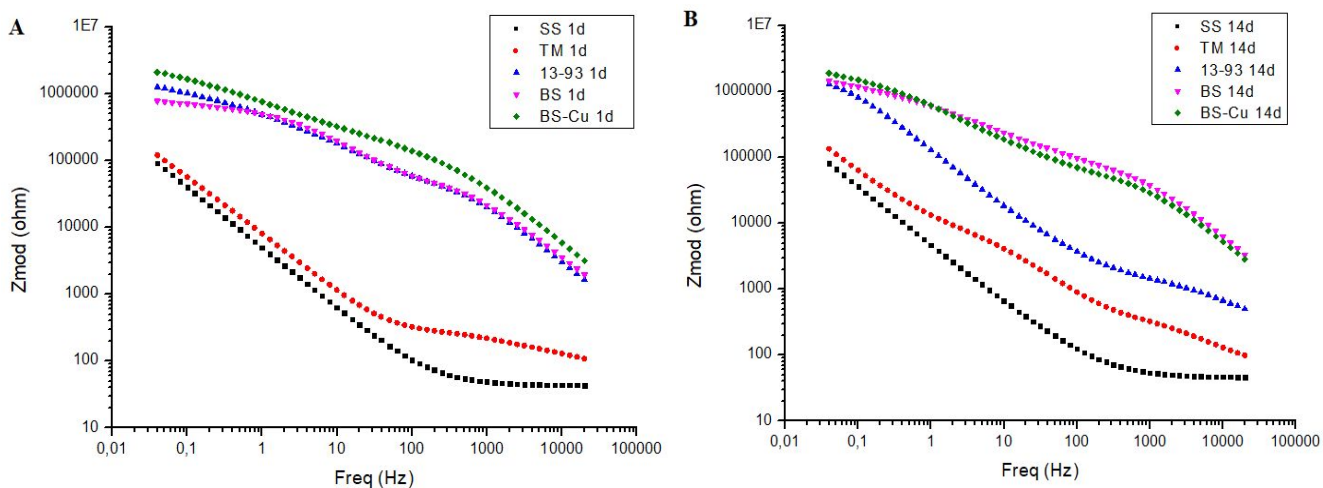 A
1E7
1000000
100000
10000
1000
100
10
Zmod (ohm)
0,01 0,1 1 10 100 1000 10000 100000
Freq (Hz)
SS 1d
TM 1d
13-93 1d
BS 1d
BS-Cu 1d
B
1E7
1000000
100000
10000
1000
100
10
Zmod (ohm)
0,01 0,1 1 10 100 1000 10000 100000
Freq (Hz)
SS 14d
TM 14d
13-93 14d
BS 14d
BS-Cu 14d